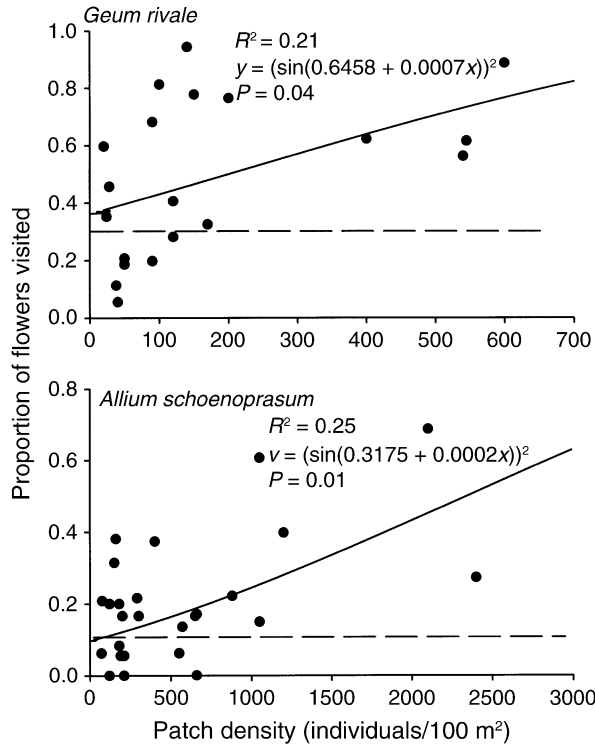 Geum rivale
R² = 0.21
y = (sin(0.6458 + 0.0007x))²
P = 0.04
1.0
0.8
0.6
0.4
0.2
0.0
0 100 200 300 400 500 600 700
Proportion of flowers visited
Allium schoenoprasum
R² = 0.25
v = (sin(0.3175 + 0.0002x))²
P = 0.01
0.8
0.6
0.4
0.2
0.0
0 500 1000 1500 2000 2500 3000
Patch density (individuals/100 m²)